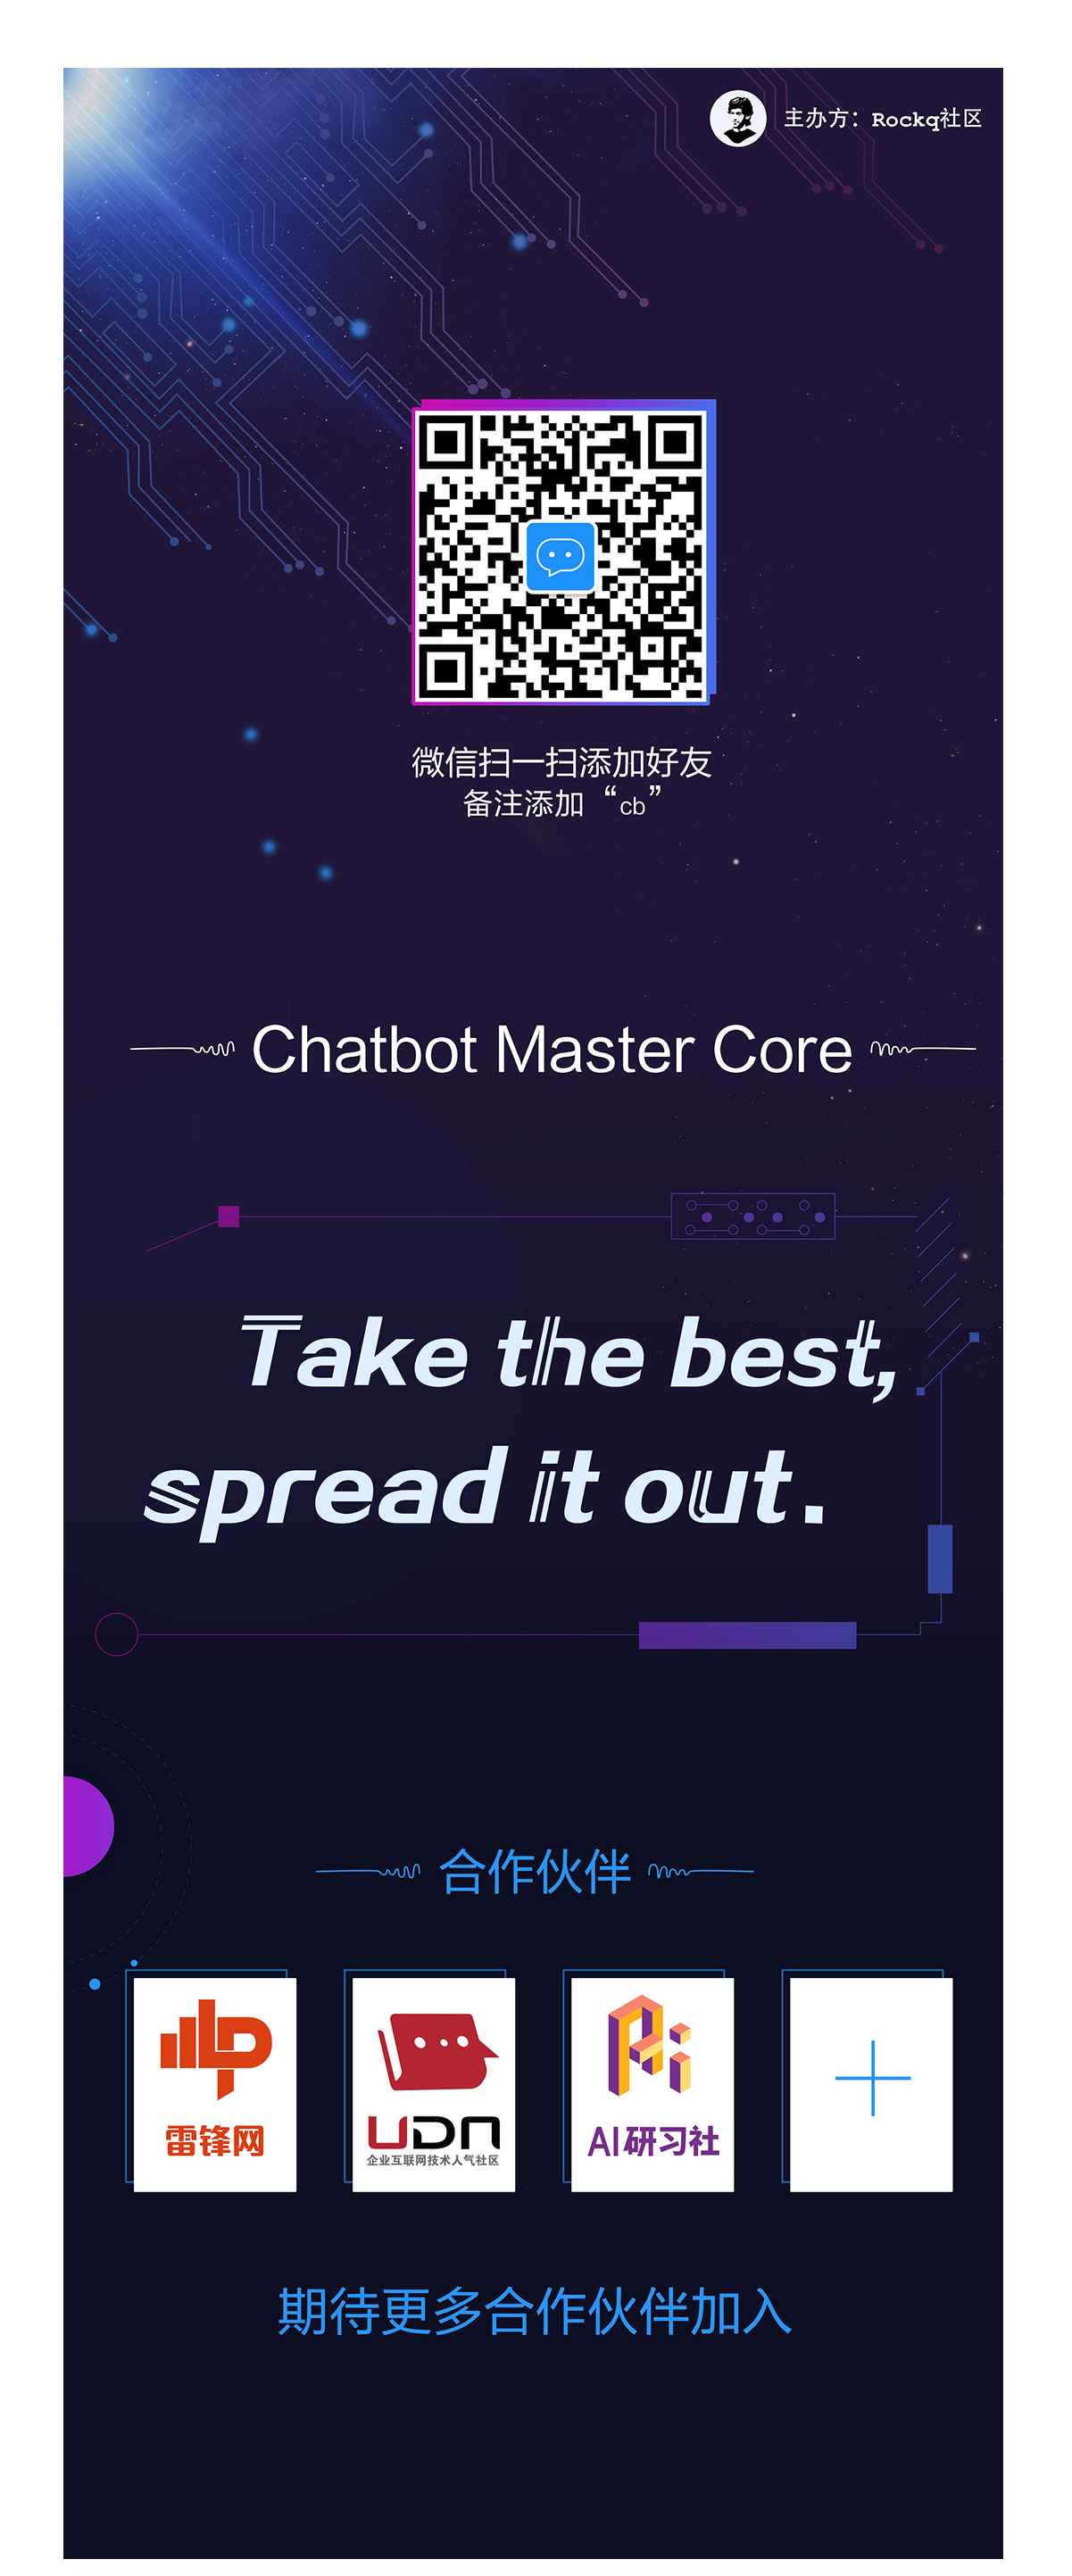 主办方：Rockq社区
微信扫一扫添加好友
备注添加“cb”
Chatbot Master Core
Take the best,
spread it out.
合作伙伴
雷锋网
UDN
企业互联网技术人气社区
Ai
AI研习社
期待更多合作伙伴加入